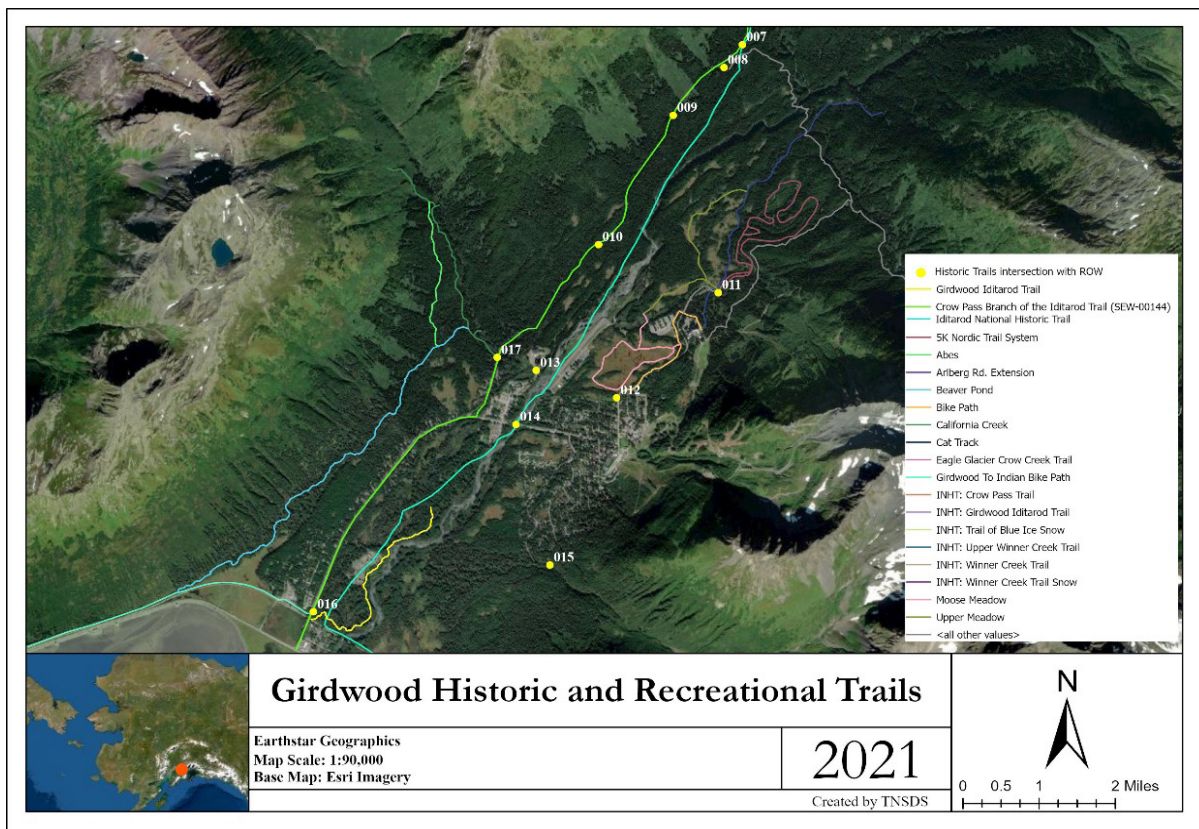 007
008
009
010
011
017
013
012
014
015
016
Historic Trails intersection with ROW
Girdwood Iditarod Trail
Crow Pass Branch of the Iditarod Trail (SEW-00144)
Iditarod National Historic Trail
5K Nordic Trail System
Abes
Arlberg Rd. Extension
Beaver Pond
Bike Path
California Creek
Cat Track
Eagle Glacier Crow Creek Trail
Girdwood To Indian Bike Path
INHT: Crow Pass Trail
INHT: Girdwood Iditarod Trail
INHT: Trail of Blue Ice Snow
INHT: Upper Winner Creek Trail
INHT: Winner Creek Trail
INHT: Winner Creek Trail Snow
Moose Meadow
Upper Meadow
<all other values>
Girdwood Historic and Recreational Trails
Earthstar Geographics
Map Scale: 1:90,000
Base Map: Esri Imagery
2021
Created by TNSDS
N
0 0.5 1 2 Miles